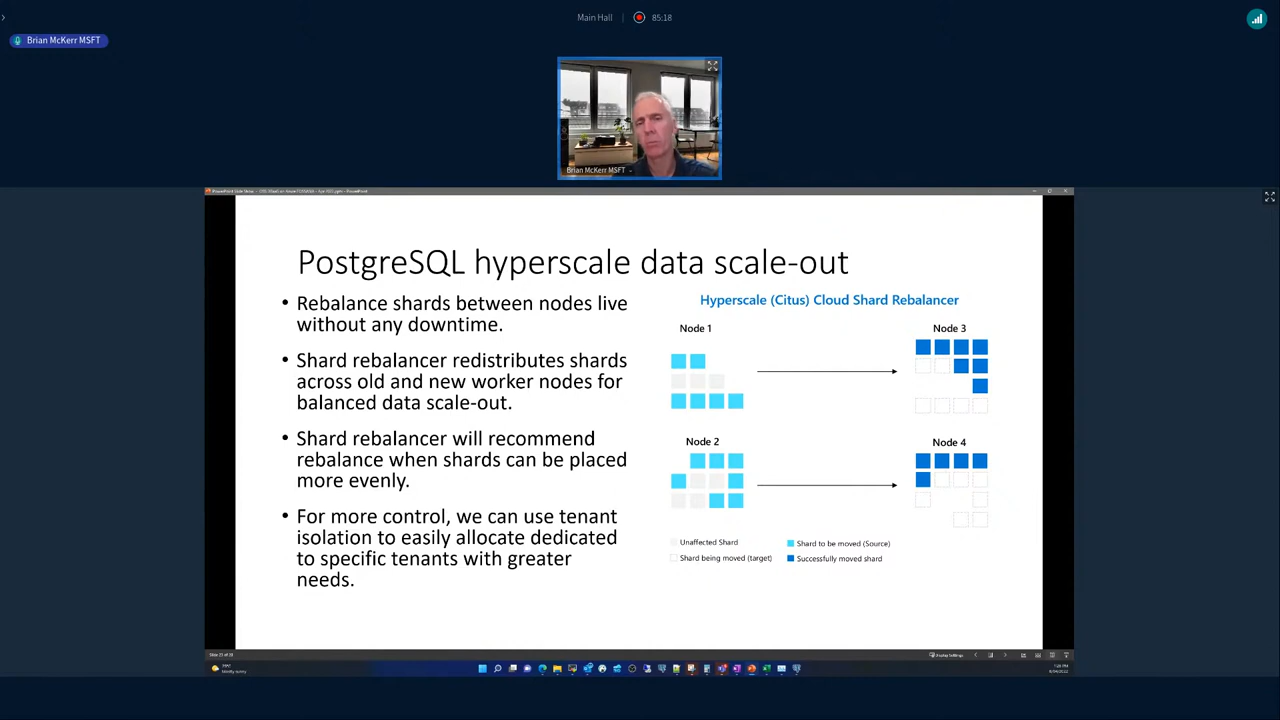 Main Hall
85:18
Brian McKerr MSFT
Brian McKerr MSFT
PostgreSQL hyperscale data scale-out
• Rebalance shards between nodes live
without any downtime.
• Shard rebalancer redistributes shards
across old and new worker nodes for
balanced data scale-out.
• Shard rebalancer will recommend
rebalance when shards can be placed
more evenly.
• For more control, we can use tenant
isolation to easily allocate dedicated
to specific tenants with greater
needs.
Hyperscale (Citus) Cloud Shard Rebalancer
Node 1
Node 3
Node 2
Node 4
Unaffected Shard
Shard to be moved (Source)
Shard being moved (target)
Successfully moved shard
Display Settings